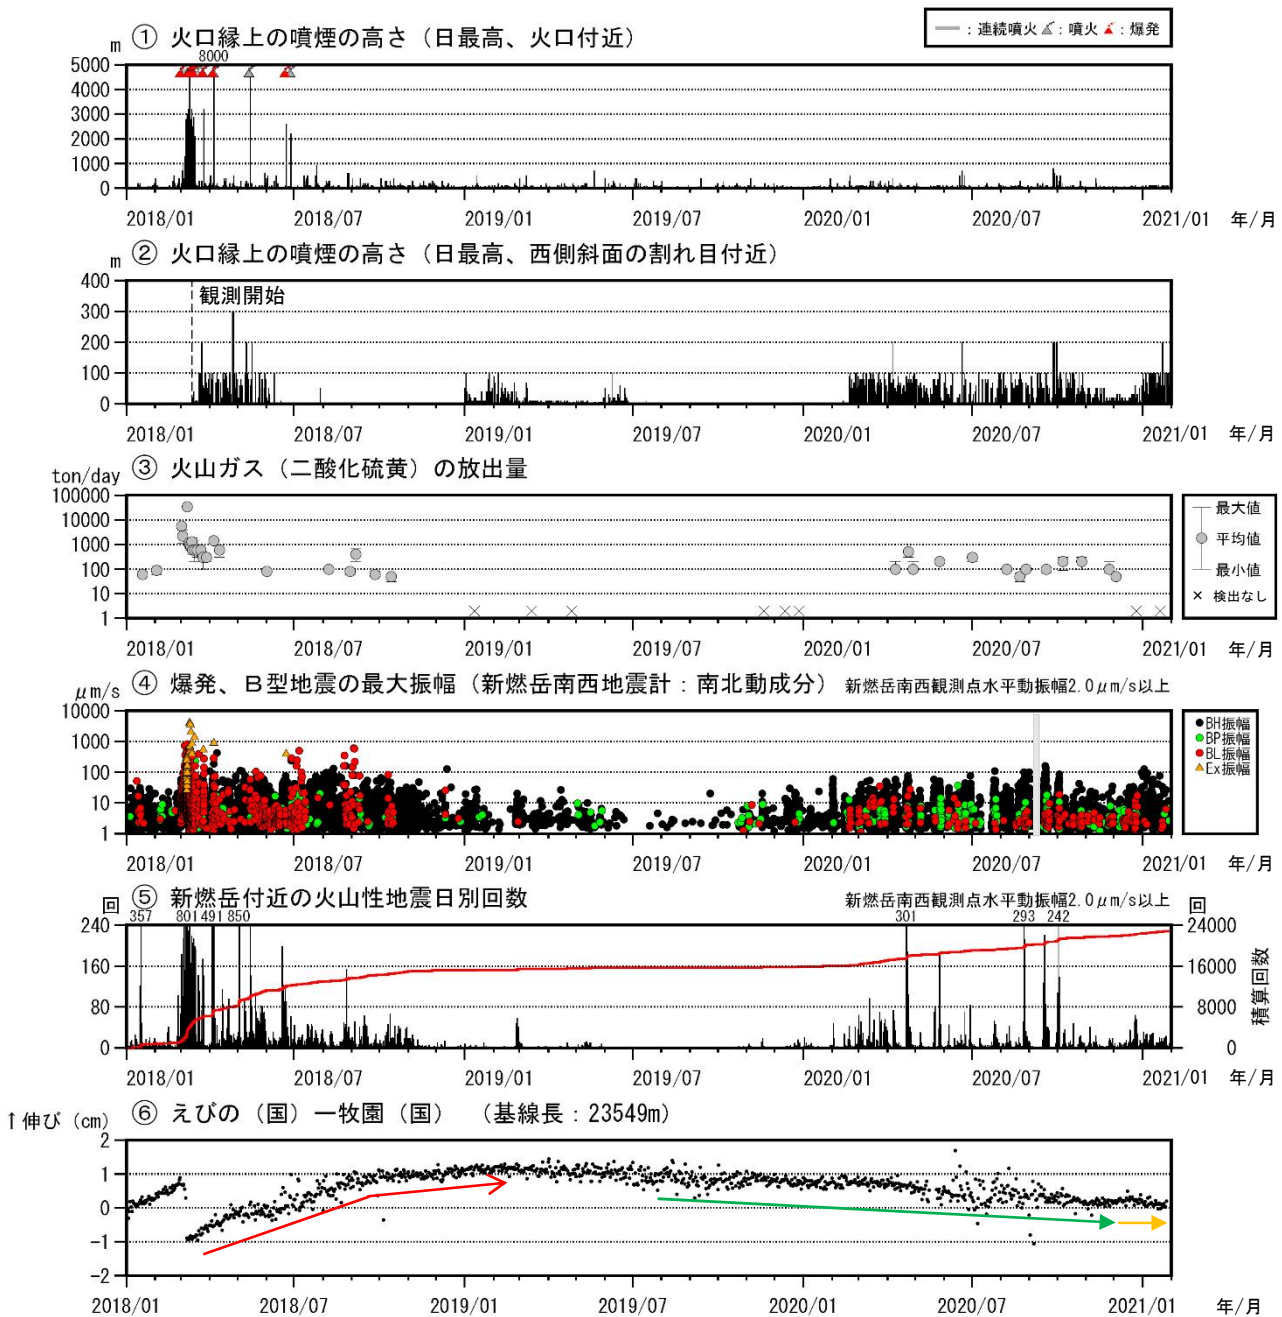 ① 火口縁上の噴煙の高さ（日最高、火口付近）
━ ：連続噴火 ：噴火 ：爆発
m
8000
5000
4000
3000
2000
1000
0
2018/01 2018/07 2019/01 2019/07 2020/01 2020/07 2021/01 年/月
② 火口縁上の噴煙の高さ（日最高、西側斜面の割れ目付近）
m
400
300
200
100
0
観測開始
2018/01 2018/07 2019/01 2019/07 2020/01 2020/07 2021/01 年/月
③ 火山ガス（二酸化硫黄）の放出量
ton/day
100000
10000
1000
100
10
1
最大値
平均値
最小値
× 検出なし
2018/01 2018/07 2019/01 2019/07 2020/01 2020/07 2021/01 年/月
④ 爆発、Ｂ型地震の最大振幅（新燃岳南西地震計：南北動成分） 新燃岳南西観測点水平動振幅2.0μm/s以上
μm/s
10000
1000
100
10
1
BH振幅
BP振幅
BL振幅
Ex振幅
2018/01 2018/07 2019/01 2019/07 2020/01 2020/07 2021/01 年/月
⑤ 新燃岳付近の火山性地震日別回数 新燃岳南西観測点水平動振幅2.0μm/s以上
回 357 801 491 850 301 293 242 回
240 24000
160 16000
80 8000
0 0
積算回数
2018/01 2018/07 2019/01 2019/07 2020/01 2020/07 2021/01 年/月
⑥ えびの（国）－牧園（国） （基線長：23549m）
↑伸び（cm）
2
1
0
−1
−2
2018/01 2018/07 2019/01 2019/07 2020/01 2020/07 2021/01 年/月